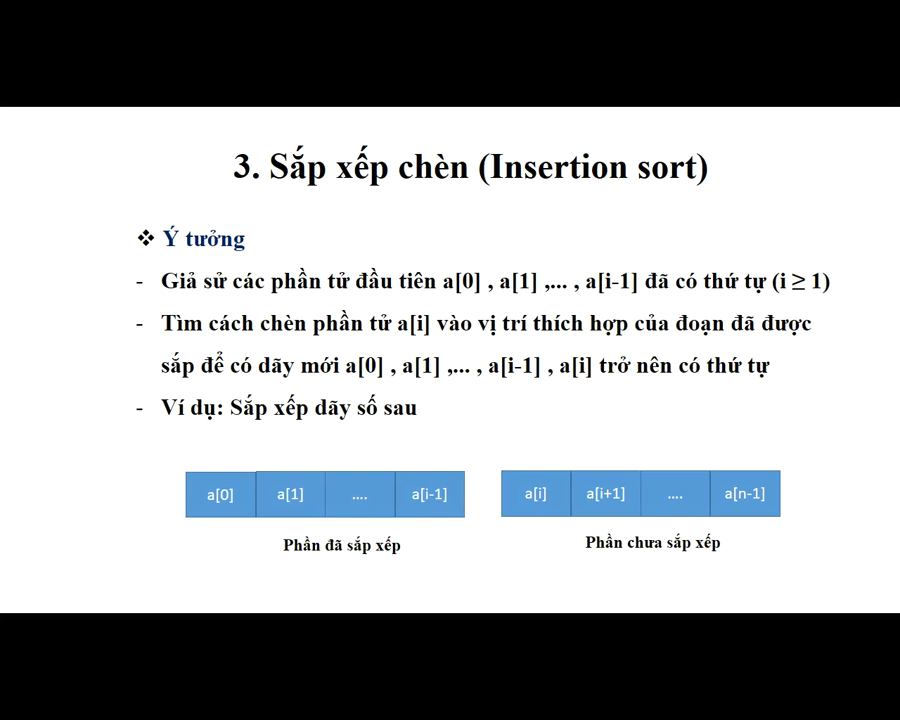 3. Sắp xếp chèn (Insertion sort)
❖ Ý tưởng
- Giả sử các phần tử đầu tiên a[0] , a[1] ,... , a[i-1] đã có thứ tự (i ≥ 1)
- Tìm cách chèn phần tử a[i] vào vị trí thích hợp của đoạn đã được
sắp để có dãy mới a[0] , a[1] ,... , a[i-1] , a[i] trở nên có thứ tự
- Ví dụ: Sắp xếp dãy số sau
a[0] a[1] .... a[i-1] a[i] a[i+1] .... a[n-1]
Phần đã sắp xếp Phần chưa sắp xếp